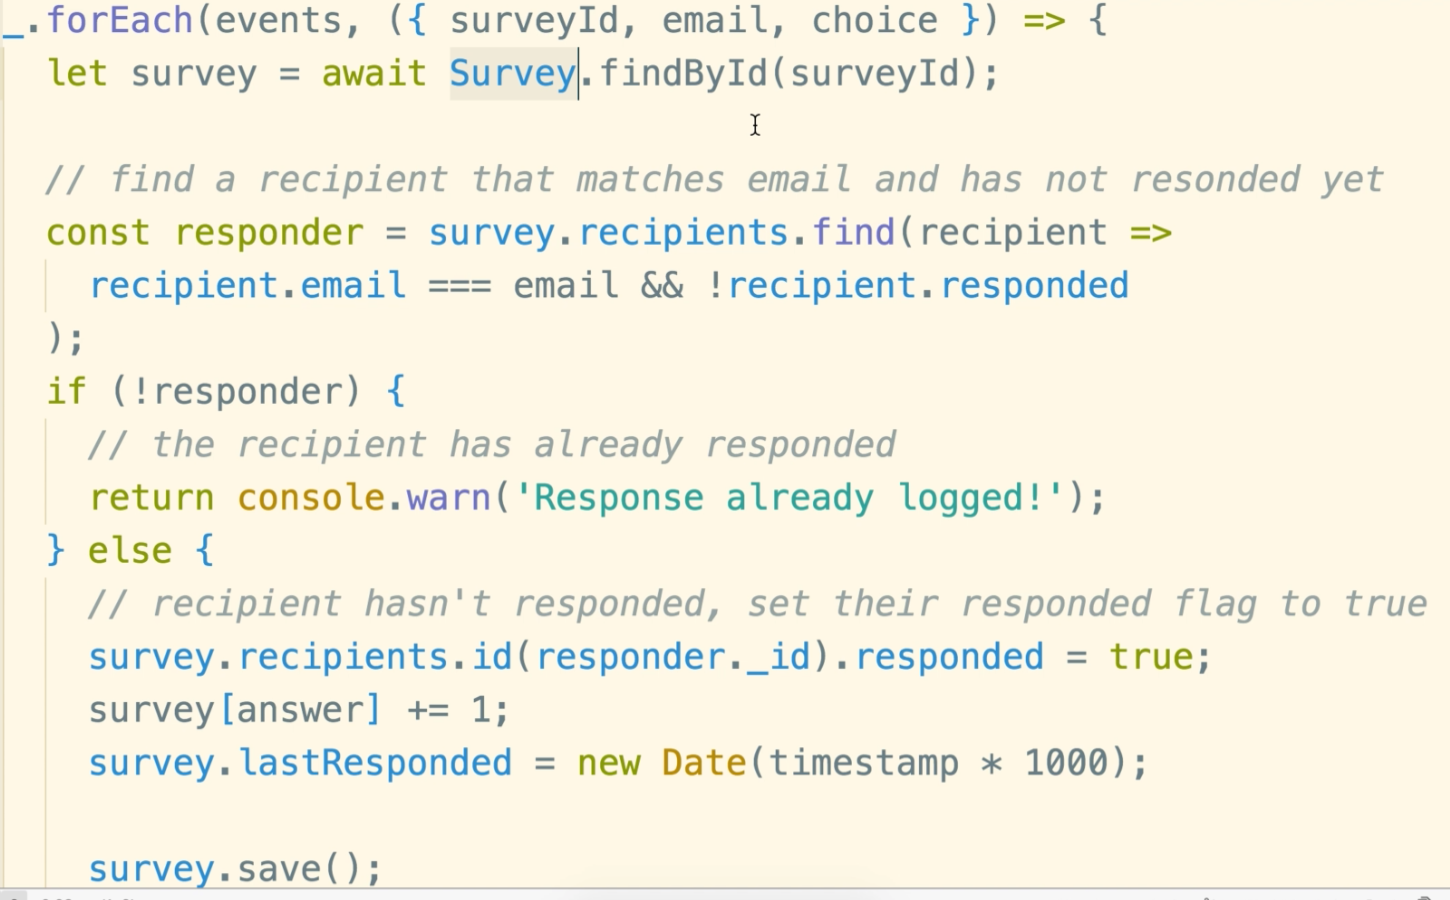 _.forEach(events, ({ surveyId, email, choice }) => {
let survey = await Survey.findById(surveyId);
// find a recipient that matches email and has not resonded yet
const responder = survey.recipients.find(recipient =>
recipient.email === email && !recipient.responded
);
if (!responder) {
// the recipient has already responded
return console.warn('Response already logged!');
} else {
// recipient hasn't responded, set their responded flag to true
survey.recipients.id(responder._id).responded = true;
survey[answer] += 1;
survey.lastResponded = new Date(timestamp * 1000);
survey.save();